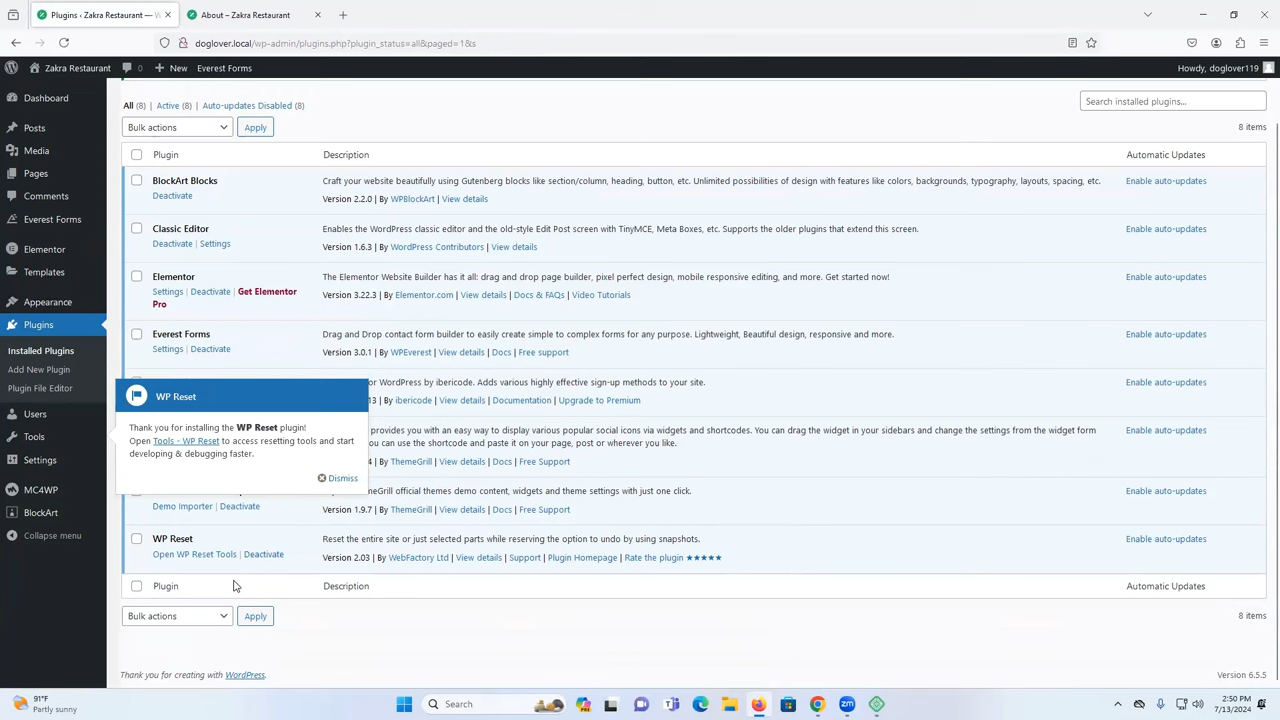 Plugins ‹ Zakra Restaurant — W
About – Zakra Restaurant
doglover.local/wp-admin/plugins.php?plugin_status=all&paged=1&s
Zakra Restaurant 0 New Everest Forms
Howdy, doglover119
Dashboard
Posts
Media
Pages
Comments
Everest Forms
Elementor
Templates
Appearance
Plugins
Installed Plugins
Add New Plugin
Plugin File Editor
Users
Tools
Settings
MC4WP
BlockArt
Collapse menu
All (8) | Active (8) | Auto-updates Disabled (8)
Search installed plugins...
Bulk actions Apply
8 items
Plugin Description Automatic Updates
BlockArt Blocks
Deactivate
Craft your website beautifully using Gutenberg blocks like section/column, heading, button, etc. Unlimited possibilities of design with features like colors, backgrounds, typography, layouts, spacing, etc.
Version 2.2.0 | By WPBlockArt | View details
Enable auto-updates
Classic Editor
Deactivate | Settings
Enables the WordPress classic editor and the old-style Edit Post screen with TinyMCE, Meta Boxes, etc. Supports the older plugins that extend this screen.
Version 1.6.3 | By WordPress Contributors | View details
Enable auto-updates
Elementor
Settings | Deactivate | Get Elementor
Pro
The Elementor Website Builder has it all: drag and drop page builder, pixel perfect design, mobile responsive editing, and more. Get started now!
Version 3.22.3 | By Elementor.com | View details | Docs & FAQs | Video Tutorials
Enable auto-updates
Everest Forms
Settings | Deactivate
Drag and Drop contact form builder to easily create simple to complex forms for any purpose. Lightweight, Beautiful design, responsive and more.
Version 3.0.1 | By WPEverest | View details | Docs | Free support
Enable auto-updates
or WordPress by ibericode. Adds various highly effective sign-up methods to your site.
13 | By ibericode | View details | Documentation | Upgrade to Premium
Enable auto-updates
provides you with an easy way to display various popular social icons via widgets and shortcodes. You can drag the widget in your sidebars and change the settings from the widget form
u can use the shortcode and paste it on your page, post or wherever you like.
4 | By ThemeGrill | View details | Docs | Free Support
Enable auto-updates
WP Reset
Thank you for installing the WP Reset plugin!
Open Tools - WP Reset to access resetting tools and start
developing & debugging faster.
Dismiss
Demo Importer | Deactivate
meGrill official themes demo content, widgets and theme settings with just one click.
Version 1.9.7 | By ThemeGrill | View details | Docs | Free Support
Enable auto-updates
WP Reset
Open WP Reset Tools | Deactivate
Reset the entire site or just selected parts while reserving the option to undo by using snapshots.
Version 2.03 | By WebFactory Ltd | View details | Support | Plugin Homepage | Rate the plugin ★★★★★
Enable auto-updates
Plugin Description Automatic Updates
Bulk actions Apply
8 items
Thank you for creating with WordPress.
Version 6.5.5
91°F
Partly sunny
Search
zm
2:50 PM
7/13/2024